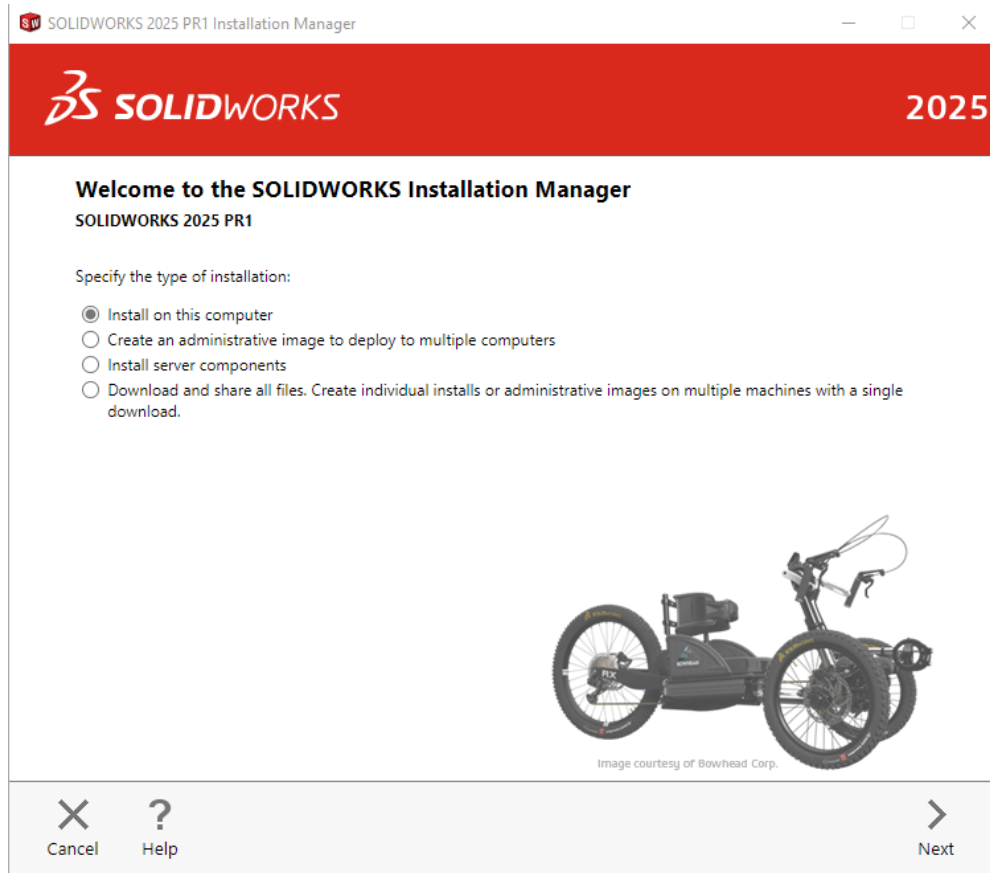 SOLIDWORKS 2025 PR1 Installation Manager
SOLIDWORKS
2025
Welcome to the SOLIDWORKS Installation Manager
SOLIDWORKS 2025 PR1
Specify the type of installation:
Install on this computer
Create an administrative image to deploy to multiple computers
Install server components
Download and share all files. Create individual installs or administrative images on multiple machines with a single
download.
BOWHEAD
RX
Image courtesy of Bowhead Corp.
Cancel
Help
Next